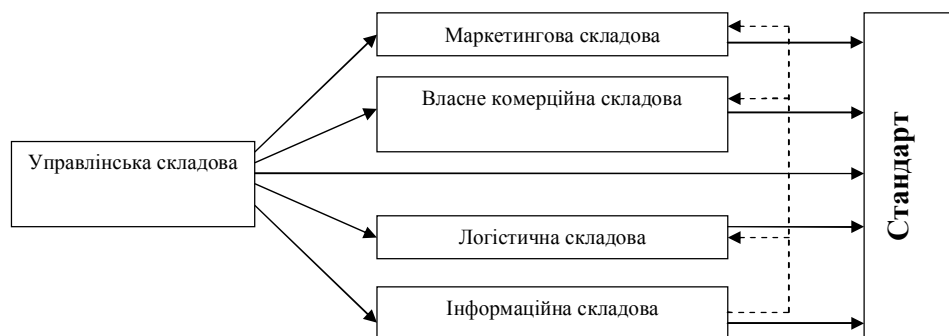 Маркетингова складова
Власне комерційна складова
Управлінська складова
Логістична складова
Інформаційна складова
Стандарт